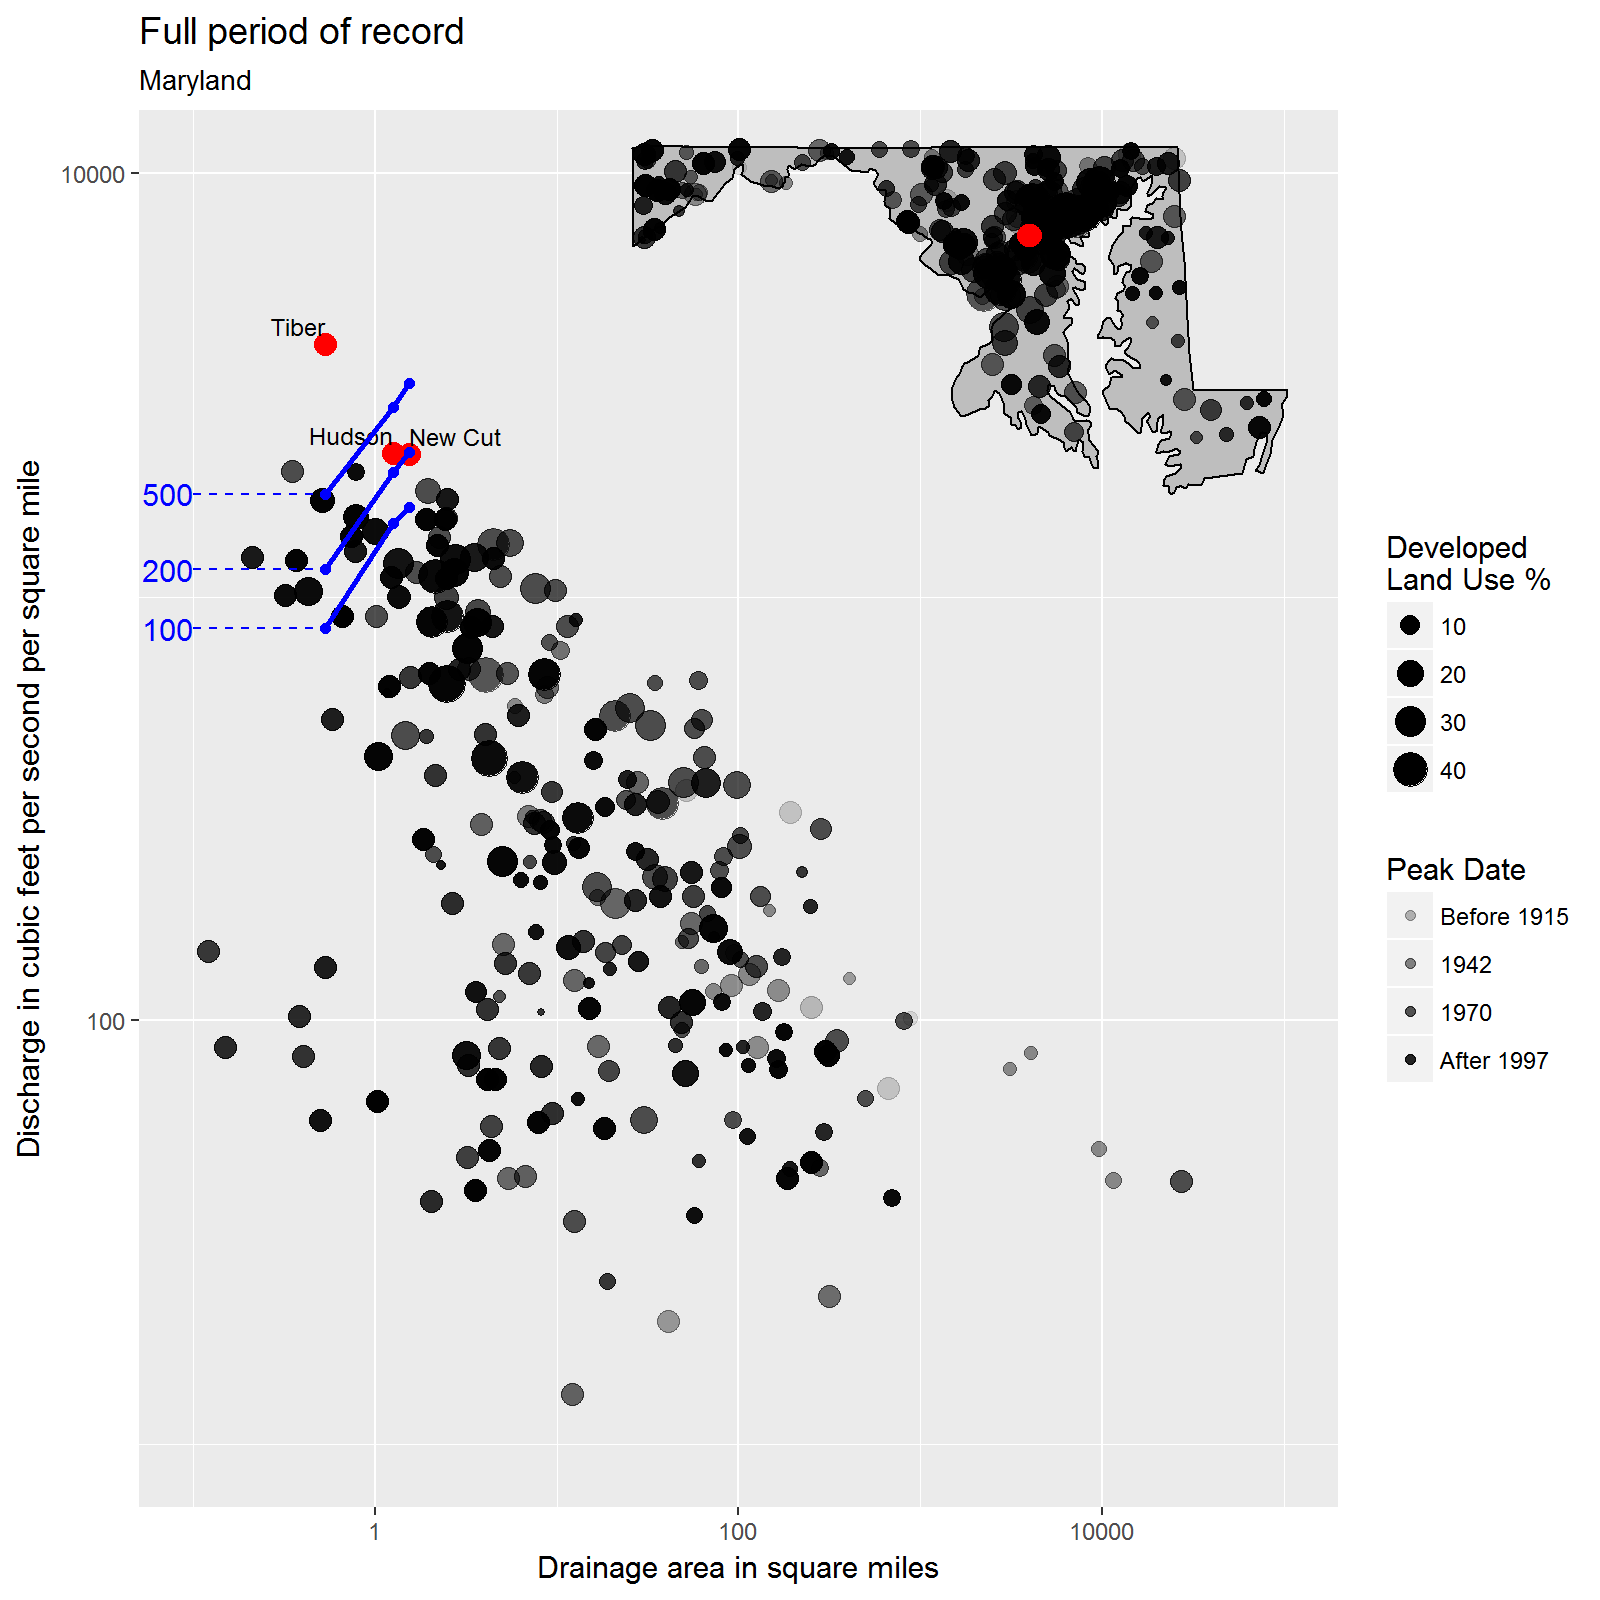 Full period of record
Maryland
10000
100
Discharge in cubic feet per second per square mile
Tiber
Hudson
New Cut
500
200
100
1
100
10000
Drainage area in square miles
Developed
Land Use %
10
20
30
40
Peak Date
Before 1915
1942
1970
After 1997